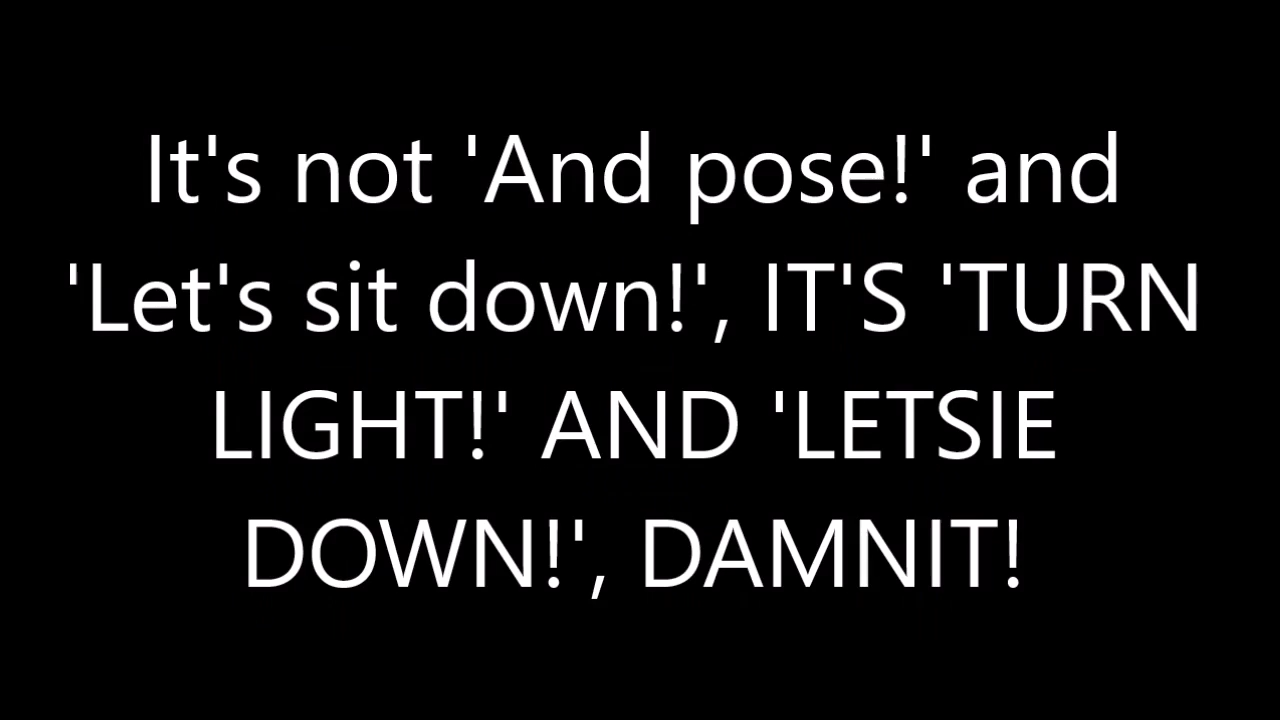 It's not 'And pose!' and
'Let's sit down!', IT'S 'TURN
LIGHT!' AND 'LETSIE
DOWN!', DAMNIT!